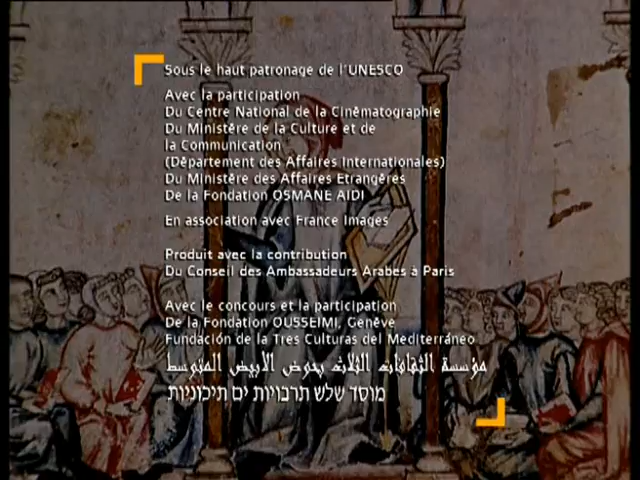 Sous le haut patronage de l'UNESCO
Avec la participation
Du Centre National de la Cinématographie
Du Ministère de la Culture et de
la Communication
(Département des Affaires Internationales)
Du Ministère des Affaires Etrangères
De la Fondation OSMANE AIDI
En association avec France Images
Produit avec la contribution
Du Conseil des Ambassadeurs Arabes à Paris
Avec le concours et la participation
De la Fondation OUSSEIMI, Genève
Fundación de la Tres Culturas del Mediterráneo
مؤسسة الثقافات الثلاث بحوض الأبيض المتوسط
מוסד שלש תרבויות ים תיכוניות